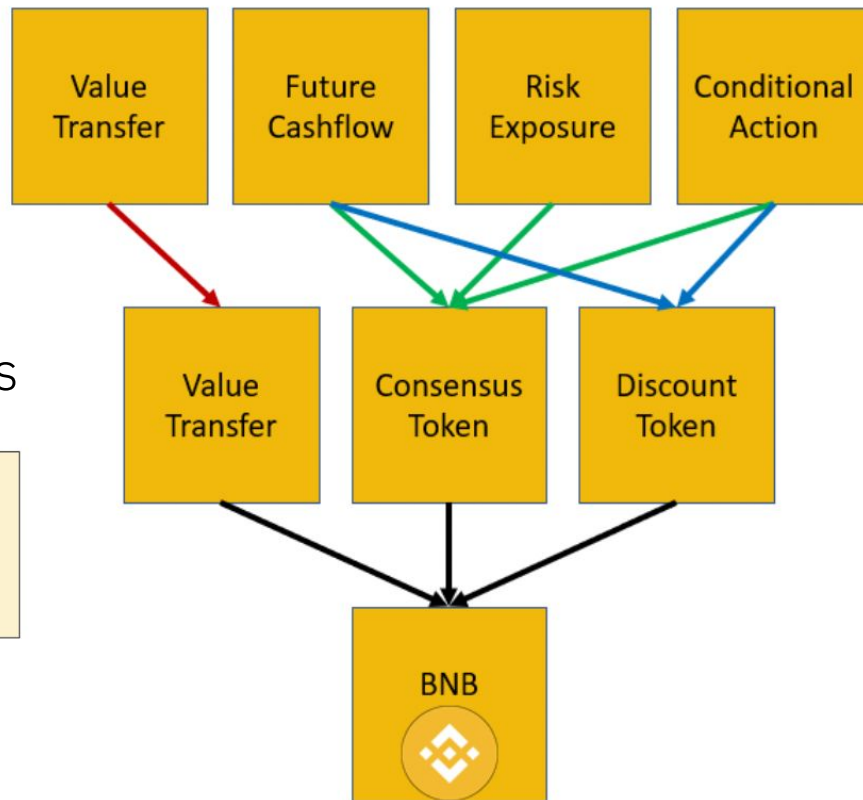 Value
Transfer
Future
Cashflow
Risk
Exposure
Conditional
Action
s
Value
Transfer
Consensus
Token
Discount
Token
BNB